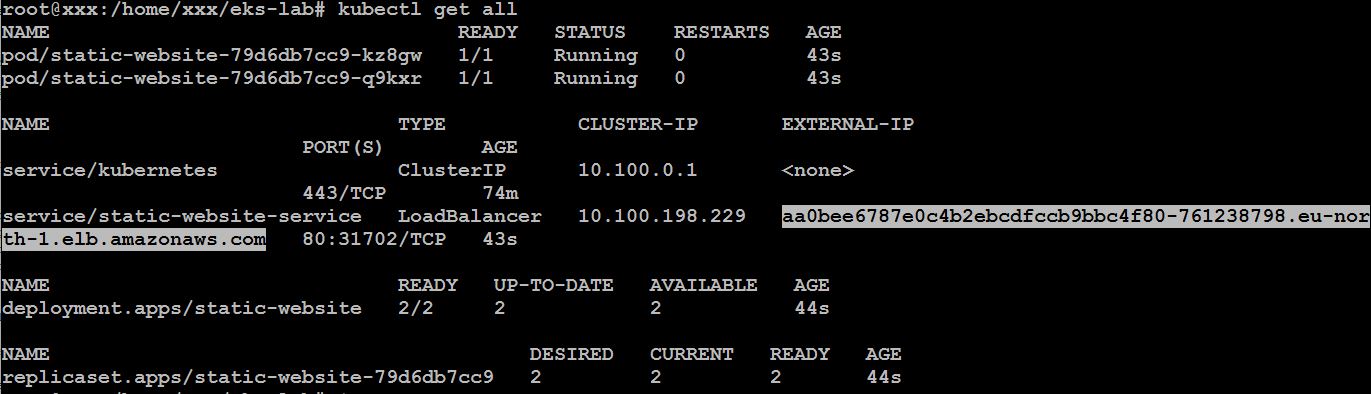 root@xxx:/home/xxx/eks-lab# kubectl get all
NAME READY STATUS RESTARTS AGE
pod/static-website-79d6db7cc9-kz8gw 1/1 Running 0 43s
pod/static-website-79d6db7cc9-q9kxr 1/1 Running 0 43s
NAME TYPE CLUSTER-IP EXTERNAL-IP
PORT(S) AGE
service/kubernetes ClusterIP 10.100.0.1 <none>
443/TCP 74m
service/static-website-service LoadBalancer 10.100.198.229 aa0bee6787e0c4b2ebcdfccb9bbc4f80-761238798.eu-nor
th-1.elb.amazonaws.com 80:31702/TCP 43s
NAME READY UP-TO-DATE AVAILABLE AGE
deployment.apps/static-website 2/2 2 2 44s
NAME DESIRED CURRENT READY AGE
replicaset.apps/static-website-79d6db7cc9 2 2 2 44s